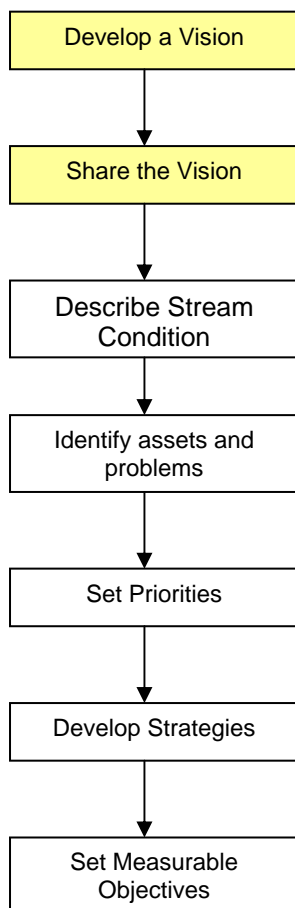 Develop a Vision
Share the Vision
Describe Stream
Condition
Identify assets and
problems
Set Priorities
Develop Strategies
Set Measurable
Objectives